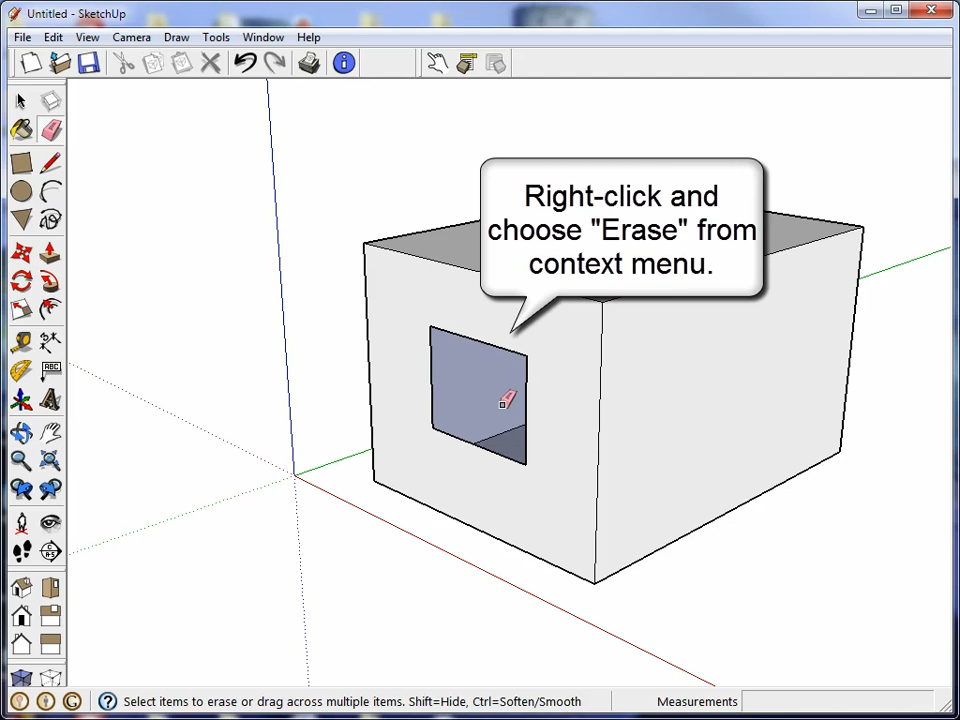 Untitled - SketchUp
File Edit View Camera Draw Tools Window Help
Right-click and
choose "Erase" from
context menu.
ABC
A
C
A-S
Select items to erase or drag across multiple items. Shift=Hide, Ctrl=Soften/Smooth
Measurements